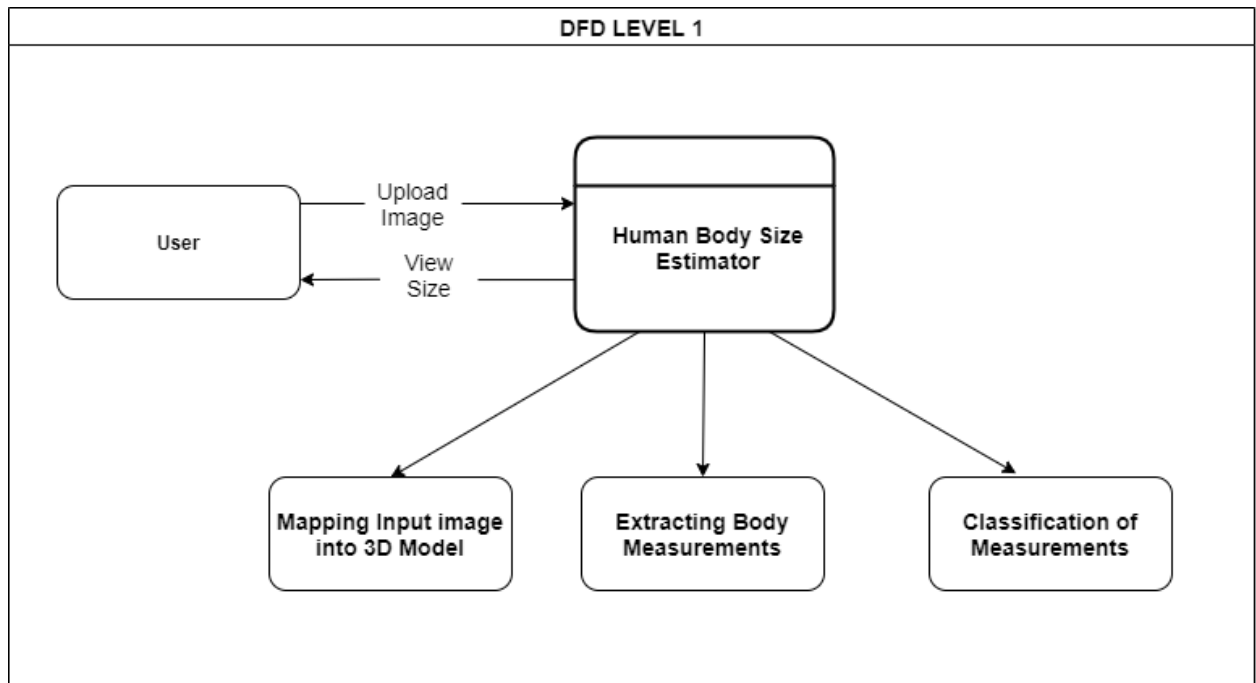 DFD LEVEL 1
Upload
Image
User
Human Body Size
Estimator
View
Size
Mapping Input image
into 3D Model
Extracting Body
Measurements
Classification of
Measurements